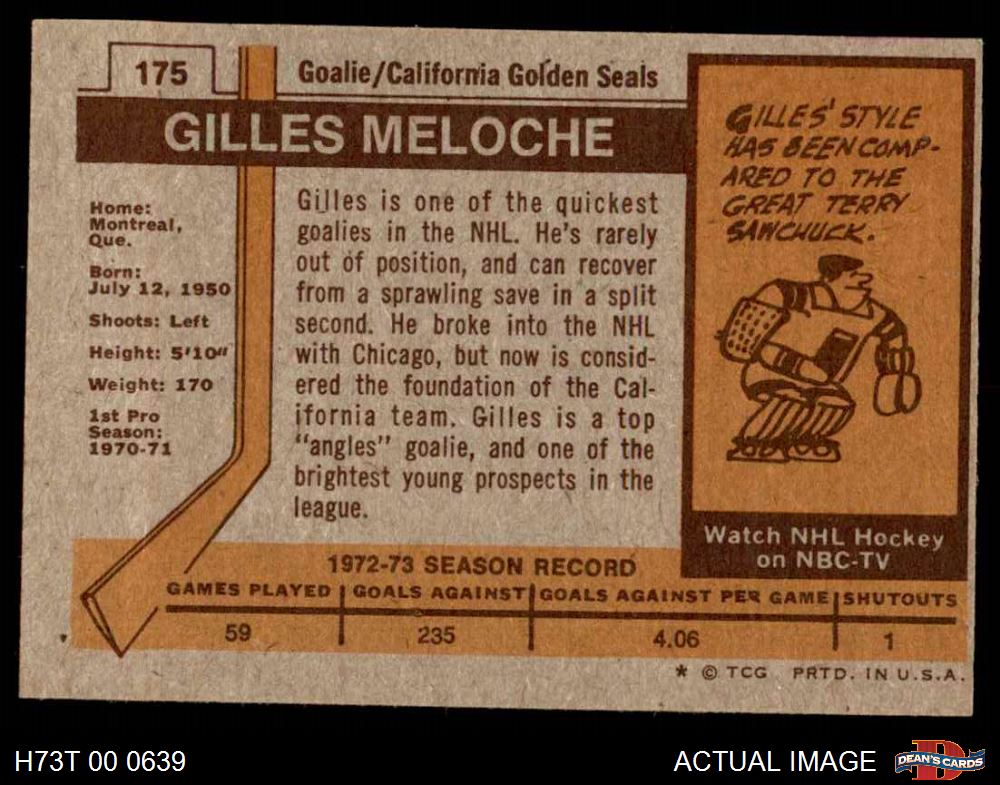 175
Goalie/California Golden Seals
GILLES MELOCHE
Home:
Montreal,
Que.
Born:
July 12, 1950
Shoots: Left
Height: 5'10"
Weight: 170
1st Pro
Season:
1970-71
Gilles is one of the quickest
goalies in the NHL. He's rarely
out of position, and can recover
from a sprawling save in a split
second. He broke into the NHL
with Chicago, but now is consid-
ered the foundation of the Cal-
ifornia team. Gilles is a top
"angles" goalie, and one of the
brightest young prospects in the
league.
GILLES' STYLE
HAS BEEN COMP-
ARED TO THE
GREAT TERRY
SAWCHUCK.
Watch NHL Hockey
on NBC-TV
1972-73 SEASON RECORD
GAMES PLAYED GOALS AGAINST GOALS AGAINST PER GAME SHUTOUTS
59 235 4.06 1
* © TCG PRTD. IN U.S.A.
H73T 00 0639
ACTUAL IMAGE
D
DEAN'S CARDS